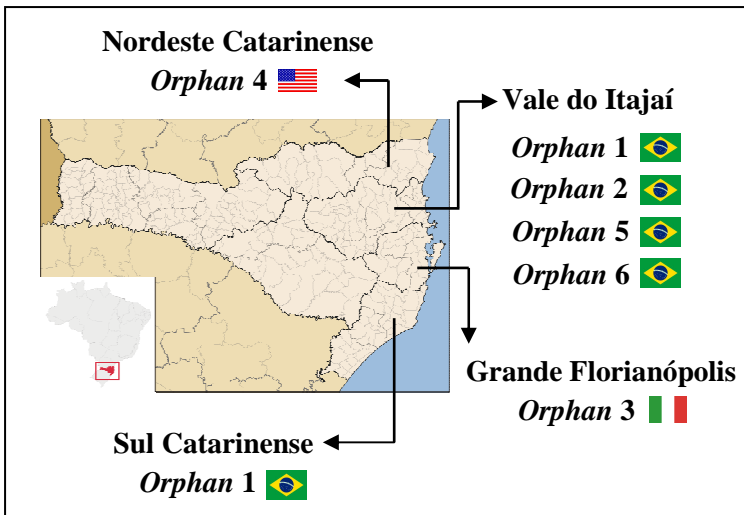 Nordeste Catarinense
Orphan 4
Vale do Itajaí
Orphan 1
Orphan 2
Orphan 5
Orphan 6
Grande Florianópolis
Orphan 3
Sul Catarinense
Orphan 1